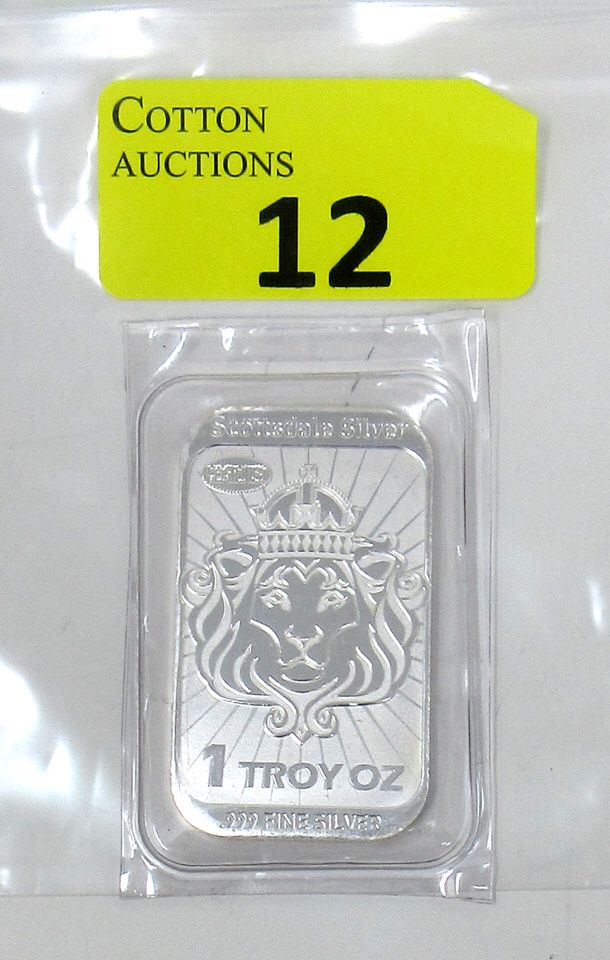 COTTON
AUCTIONS
12
Scottsdale Silver
1 TROY OZ
.999 FINE SILVER